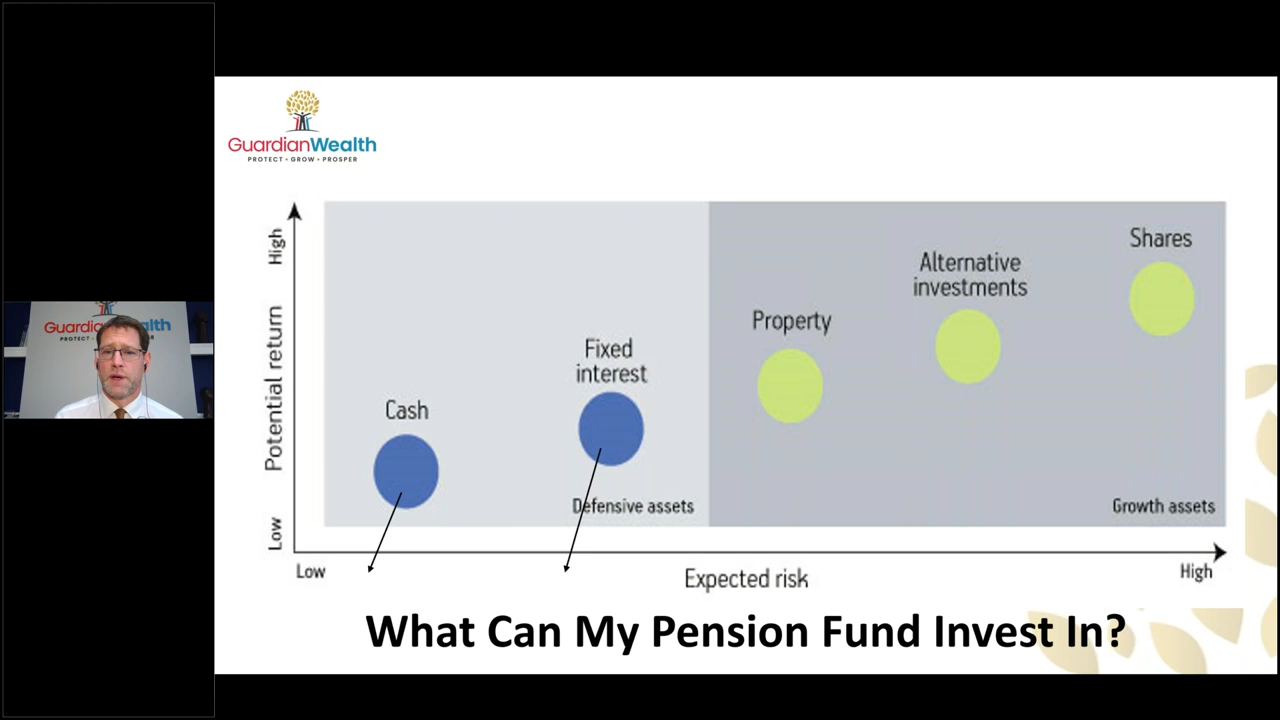 GuardianWealth
PROTECT • GROW • PROSPER
High
Potential return
Low
Cash
Fixed
interest
Defensive assets
Property
Alternative
investments
Shares
Growth assets
Low
Expected risk
High
What Can My Pension Fund Invest In?